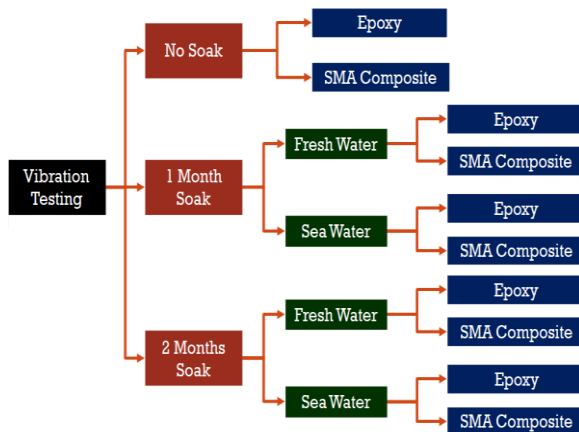 Epoxy
No Soak
SMA Composite
Epoxy
Fresh Water
SMA Composite
Vibration
Testing
1 Month
Soak
Epoxy
Sea Water
SMA Composite
Epoxy
Fresh Water
SMA Composite
2 Months
Soak
Epoxy
Sea Water
SMA Composite